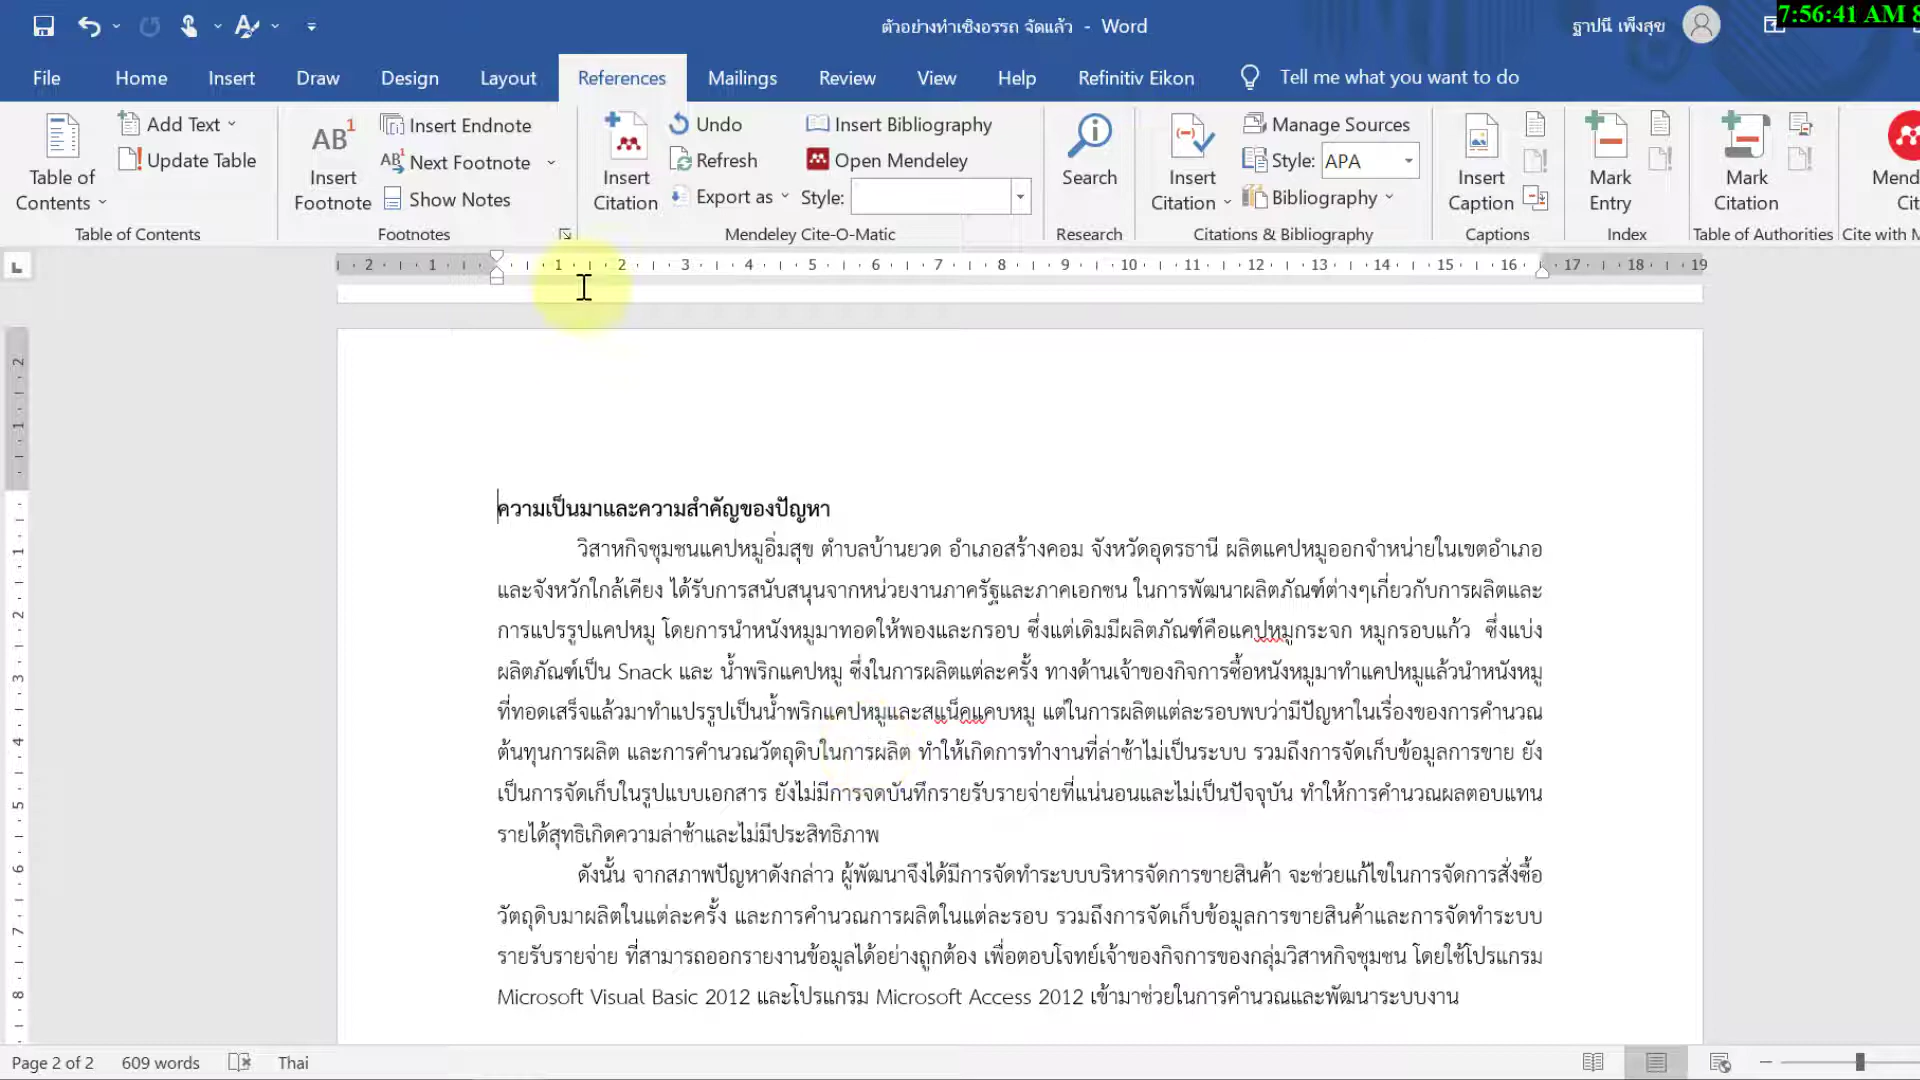 7:56:41 AM 8
ตัวอย่างทำเชิงอรรถ จัดแล้ว - Word
ฐาปนี เพ็งสุข
File Home Insert Draw Design Layout References Mailings Review View Help Refinitiv Eikon Tell me what you want to do
Table of Contents
Add Text
Update Table
Table of Contents
AB1
Insert Footnote
Insert Endnote
Next Footnote
Show Notes
Footnotes
Insert Citation
Undo
Refresh
Export as
Insert Bibliography
Open Mendeley
Style:
Mendeley Cite-O-Matic
Search
Research
Insert Citation
Manage Sources
Style: APA
Bibliography
Citations & Bibliography
Insert Caption
Captions
Mark Entry
Index
Mark Citation
Table of Authorities
Mend
Cit
Cite with M
2 1 1 2 3 4 5 6 7 8 9 10 11 12 13 14 15 16 17 18 19
2 1 1 2 3 4 5 6 7 8
ความเป็นมาและความสำคัญของปัญหา
วิสาหกิจชุมชนแคปหมูอิ่มสุข ตำบลบ้านยวด อำเภอสร้างคอม จังหวัดอุดรธานี ผลิตแคปหมูออกจำหน่ายในเขตอำเภอ
และจังหวักใกล้เคียง ได้รับการสนับสนุนจากหน่วยงานภาครัฐและภาคเอกชน ในการพัฒนาผลิตภัณฑ์ต่างๆเกี่ยวกับการผลิตและ
การแปรรูปแคปหมู โดยการนำหนังหมูมาทอดให้พองและกรอบ ซึ่งแต่เดิมมีผลิตภัณฑ์คือแคปหมูกระจก หมูกรอบแก้ว ซึ่งแบ่ง
ผลิตภัณฑ์เป็น Snack และ น้ำพริกแคปหมู ซึ่งในการผลิตแต่ละครั้ง ทางด้านเจ้าของกิจการซื้อหนังหมูมาทำแคปหมูแล้วนำหนังหมู
ที่ทอดเสร็จแล้วมาทำแปรรูปเป็นน้ำพริกแคปหมูและสแน็คแคบหมู แต่ในการผลิตแต่ละรอบพบว่ามีปัญหาในเรื่องของการคำนวณ
ต้นทุนการผลิต และการคำนวณวัตถุดิบในการผลิต ทำให้เกิดการทำงานที่ล่าช้าไม่เป็นระบบ รวมถึงการจัดเก็บข้อมูลการขาย ยัง
เป็นการจัดเก็บในรูปแบบเอกสาร ยังไม่มีการจดบันทึกรายรับรายจ่ายที่แน่นอนและไม่เป็นปัจจุบัน ทำให้การคำนวณผลตอบแทน
รายได้สุทธิเกิดความล่าช้าและไม่มีประสิทธิภาพ
ดังนั้น จากสภาพปัญหาดังกล่าว ผู้พัฒนาจึงได้มีการจัดทำระบบบริหารจัดการขายสินค้า จะช่วยแก้ไขในการจัดการสั่งซื้อ
วัตถุดิบมาผลิตในแต่ละครั้ง และการคำนวณการผลิตในแต่ละรอบ รวมถึงการจัดเก็บข้อมูลการขายสินค้าและการจัดทำระบบ
รายรับรายจ่าย ที่สามารถออกรายงานข้อมูลได้อย่างถูกต้อง เพื่อตอบโจทย์เจ้าของกิจการของกลุ่มวิสาหกิจชุมชน โดยใช้โปรแกรม
Microsoft Visual Basic 2012 และโปรแกรม Microsoft Access 2012 เข้ามาช่วยในการคำนวณและพัฒนาระบบงาน
Page 2 of 2 609 words Thai